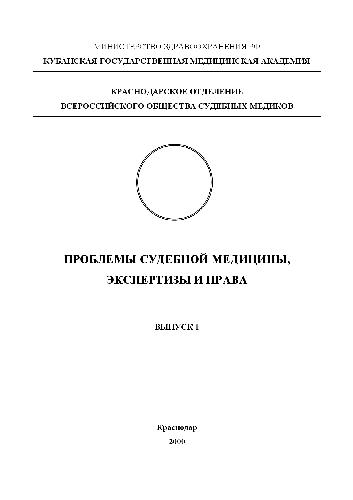 МИНИСТЕРСТВО ЗДРАВООХРАНЕНИЯ РФ
КУБАНСКАЯ ГОСУДАРСТВЕННАЯ МЕДИЦИНСКАЯ АКАДЕМИЯ
КРАСНОДАРСКОЕ ОТДЕЛЕНИЕ
ВСЕРОССИЙСКОГО ОБЩЕСТВА СУДЕБНЫХ МЕДИКОВ
ПРОБЛЕМЫ СУДЕБНОЙ МЕДИЦИНЫ,
ЭКСПЕРТИЗЫ И ПРАВА
ВЫПУСК 1
Краснодар
2000